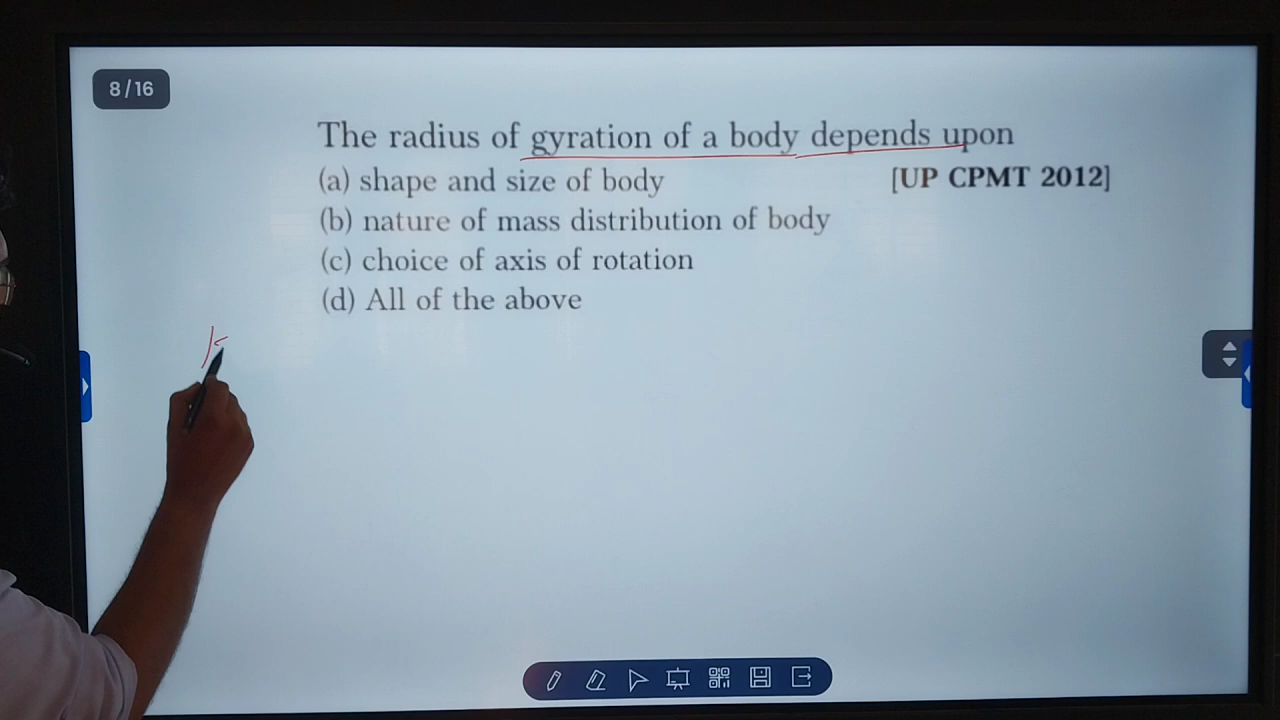 8/16
The radius of gyration of a body depends upon
(a) shape and size of body [UP CPMT 2012]
(b) nature of mass distribution of body
(c) choice of axis of rotation
(d) All of the above